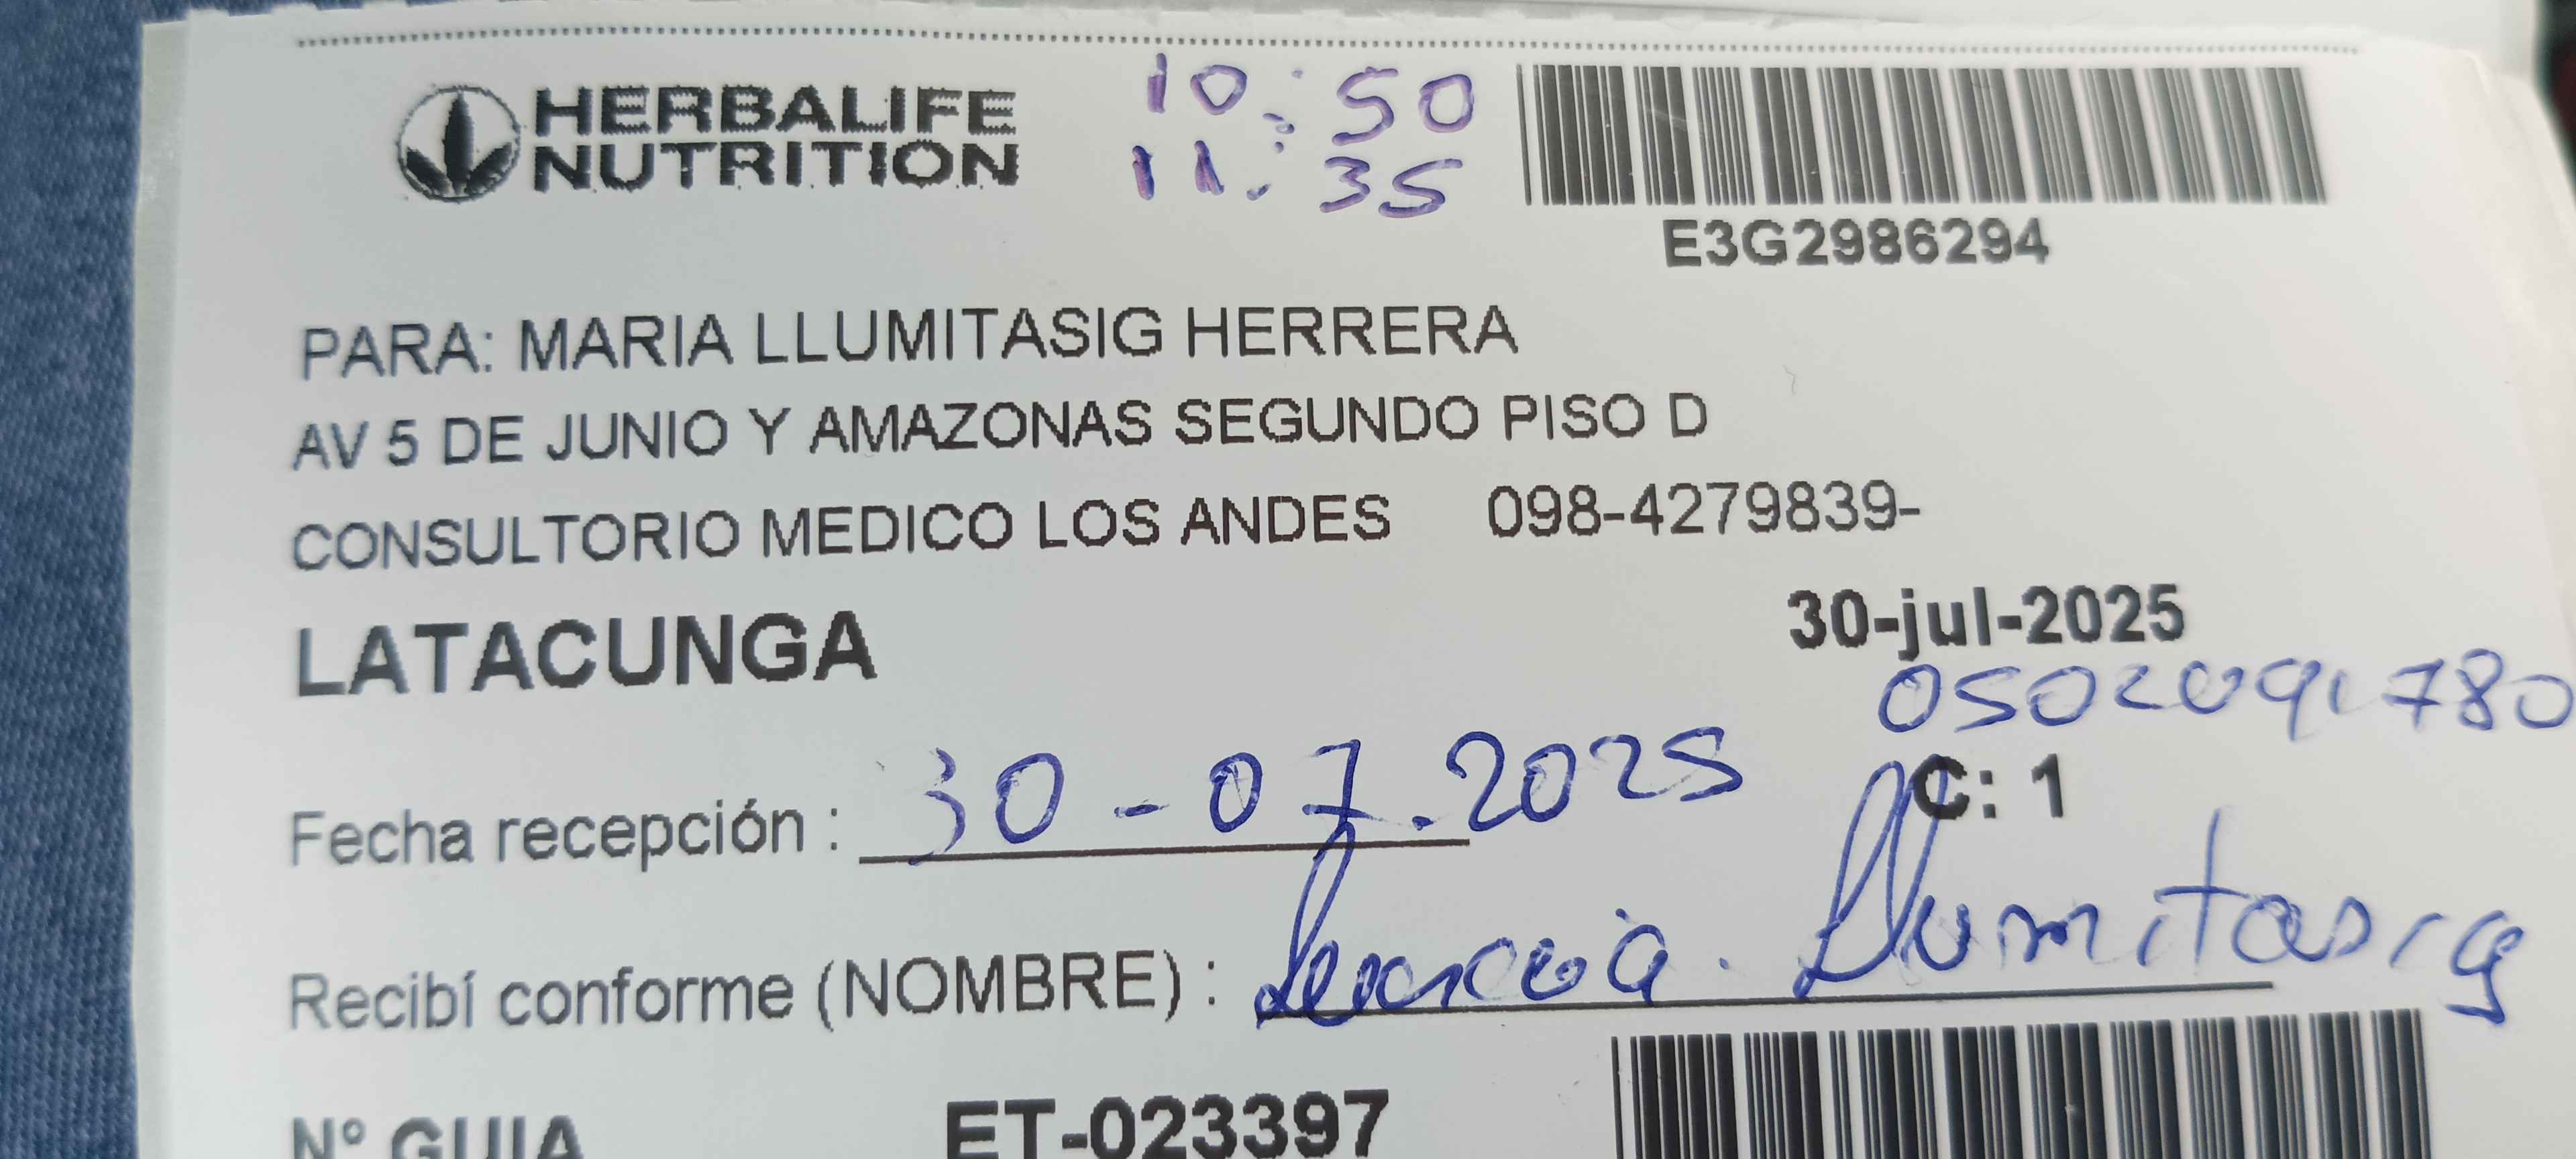 HERBALIFE
NUTRITION
10:50
11:35
E3G2986294
PARA: MARIA LLUMITASIG HERRERA
AV 5 DE JUNIO Y AMAZONAS SEGUNDO PISO D
CONSULTORIO MEDICO LOS ANDES 098-4279839-
LATACUNGA
30-jul-2025
0502091780
C: 1
Fecha recepción : 30-07.2025
Recibí conforme (NOMBRE) : Llumitasig
Nº GUIA ET-023397